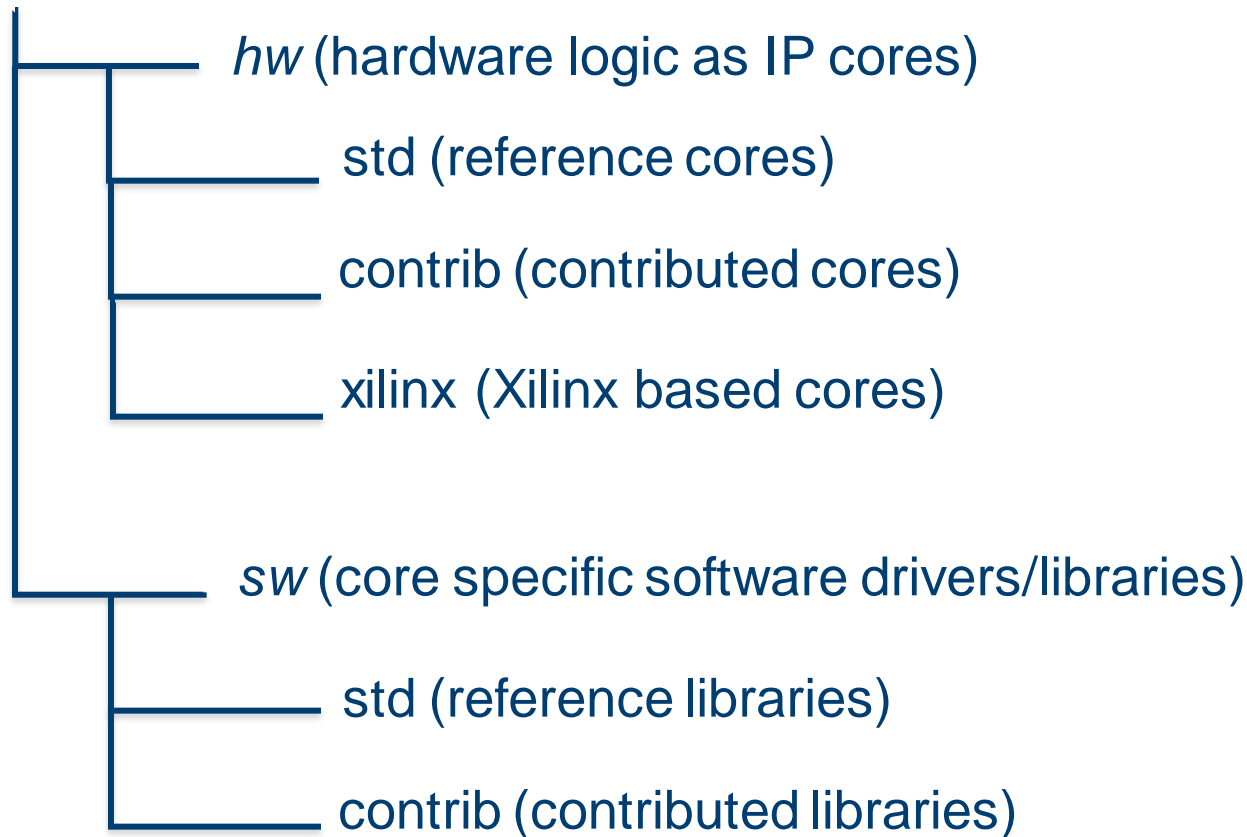 hw (hardware logic as IP cores)
std (reference cores)
contrib (contributed cores)
xilinx (Xilinx based cores)
sw (core specific software drivers/libraries)
std (reference libraries)
contrib (contributed libraries)